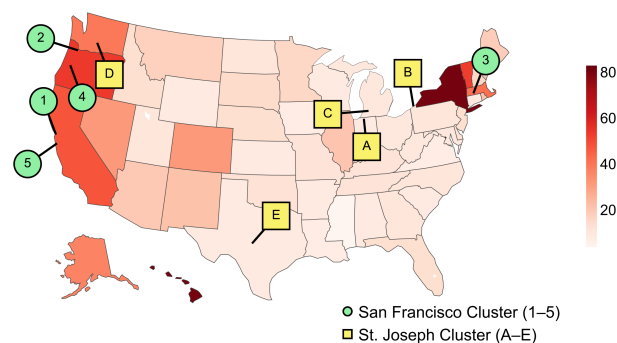 2
3
80
B
D
60
1
4
C
40
A
5
20
E
San Francisco Cluster (1–5)
St. Joseph Cluster (A–E)